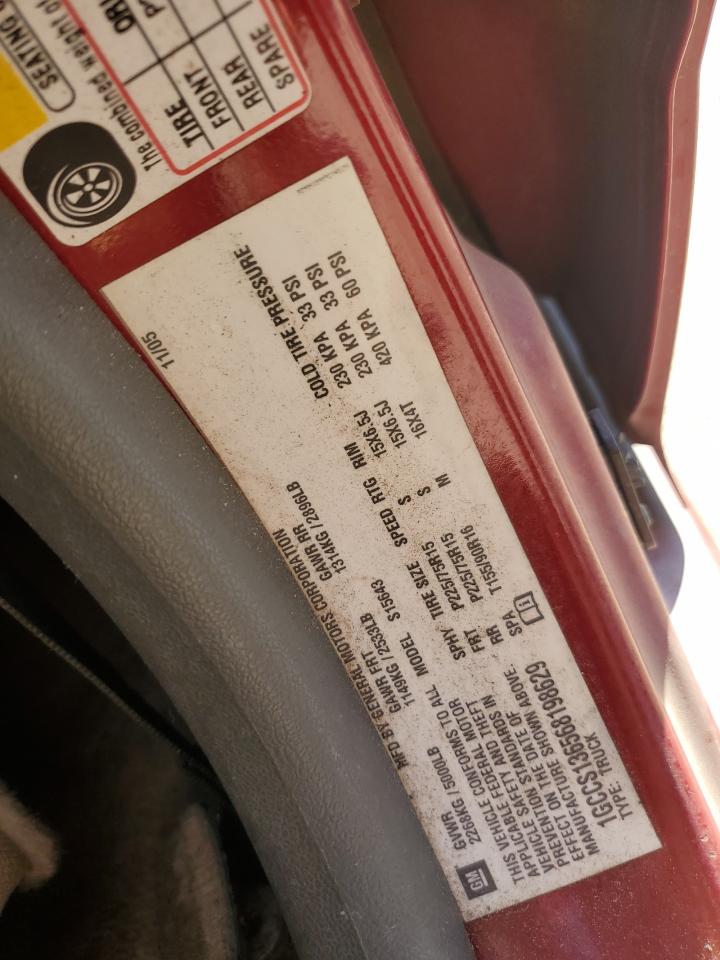 SEATING
The combined weight of
TIRE
FRONT
REAR
SPARE
MFD BY GENERAL MOTORS CORPORATION 11/05
GVWR GAWR FRT GAWR RR
2268KG / 5000LB 1149KG / 2533LB 1314KG / 2896LB
THIS VEHICLE CONFORMS TO ALL MODEL S15643
APPLICABLE FEDERAL MOTOR
VEHICLE SAFETY AND THEFT
PREVENTION STANDARDS IN
EFFECT ON THE DATE OF
MANUFACTURE SHOWN ABOVE
SPHY TIRE SIZE SPEED RTG RIM COLD TIRE PRESSURE
FRT P225/75R15 S 15X6.5J 230 KPA 33 PSI
RR P225/75R15 S 15X6.5J 230 KPA 33 PSI
SPA T155/90R16 M 16X4T 420 KPA 60 PSI
1GCCS136568198629
TYPE: TRUCK
GM